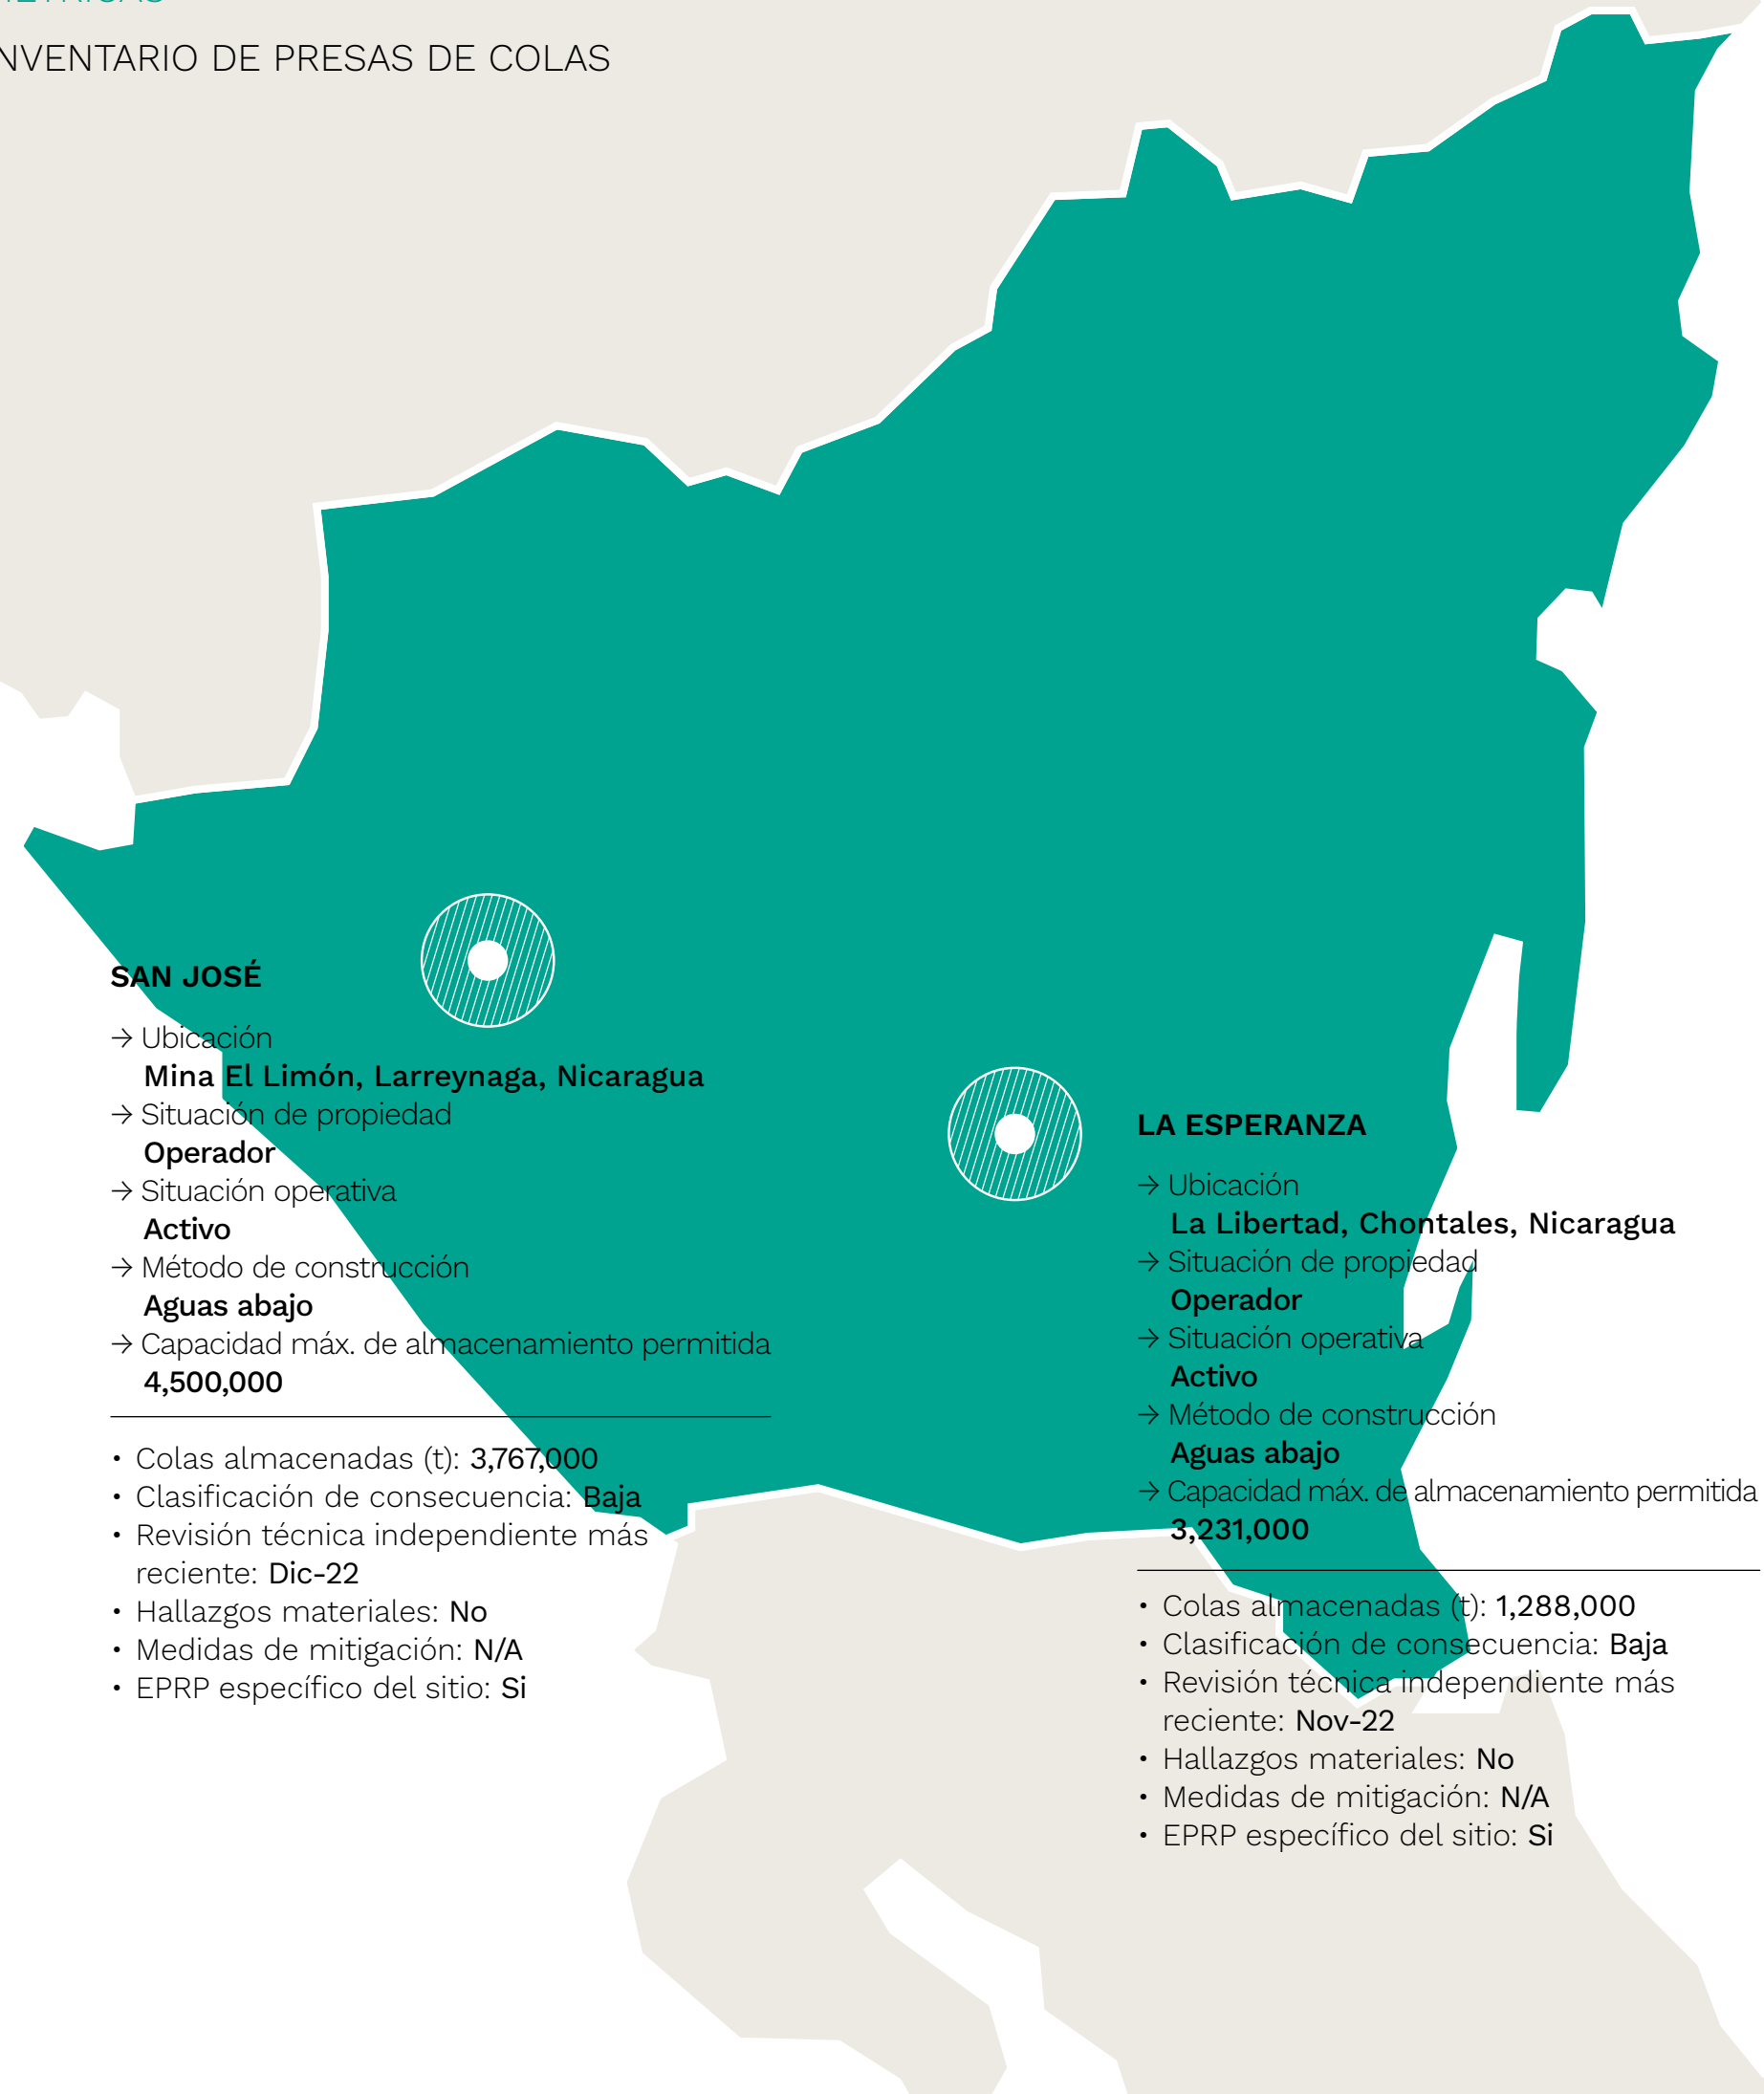 INVENTARIO DE PRESAS DE COLAS
SAN JOSÉ
→ Ubicación
Mina El Limón, Larreynaga, Nicaragua
→ Situación de propiedad
Operador
→ Situación operativa
Activo
→ Método de construcción
Aguas abajo
→ Capacidad máx. de almacenamiento permitida
4,500,000
• Colas almacenadas (t): 3,767,000
• Clasificación de consecuencia: Baja
• Revisión técnica independiente más
reciente: Dic-22
• Hallazgos materiales: No
• Medidas de mitigación: N/A
• EPRP específico del sitio: Si
LA ESPERANZA
→ Ubicación
La Libertad, Chontales, Nicaragua
→ Situación de propiedad
Operador
→ Situación operativa
Activo
→ Método de construcción
Aguas abajo
→ Capacidad máx. de almacenamiento permitida
3,231,000
• Colas almacenadas (t): 1,288,000
• Clasificación de consecuencia: Baja
• Revisión técnica independiente más
reciente: Nov-22
• Hallazgos materiales: No
• Medidas de mitigación: N/A
• EPRP específico del sitio: Si